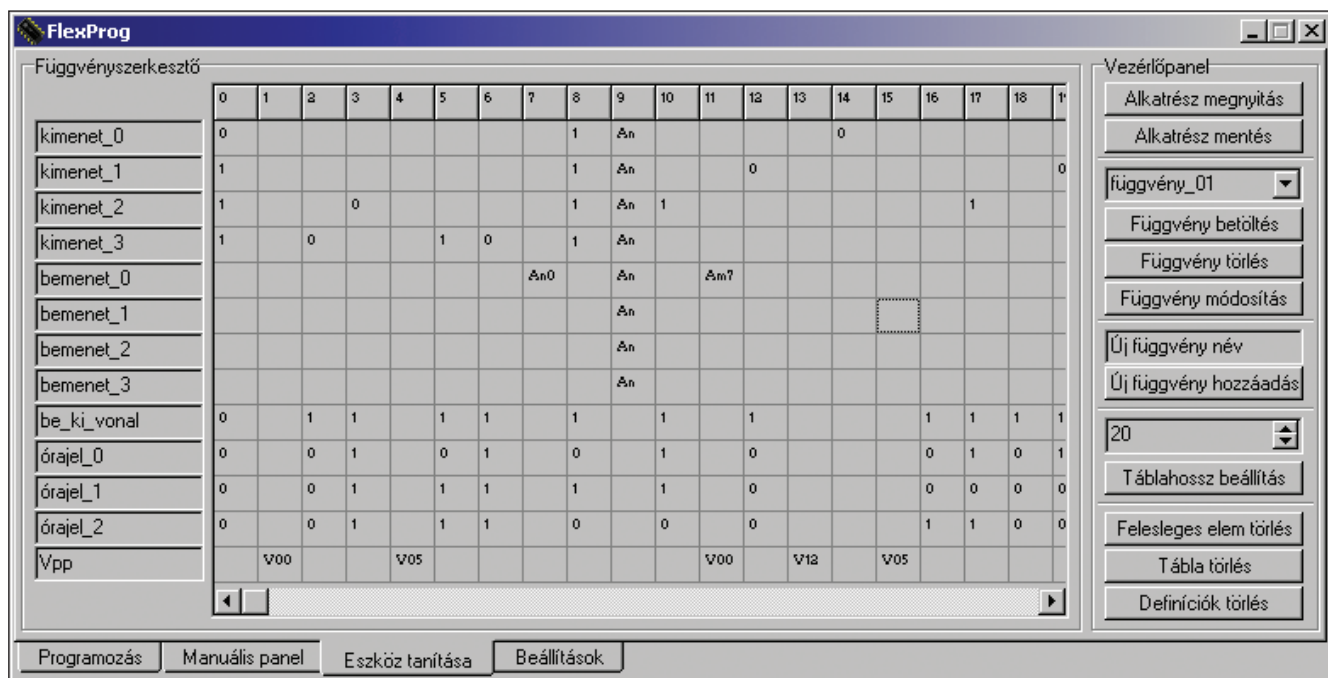 FlexProg
Függvényszerkesztő
0 1 2 3 4 5 6 7 8 9 10 11 12 13 14 15 16 17 18 1
kimenet_0 0 1 An 0
kimenet_1 1 1 An 0 0
kimenet_2 1 0 1 An 1 1
kimenet_3 1 0 1 0 1 An
bemenet_0 An0 An Am7
bemenet_1 An
bemenet_2 An
bemenet_3 An
be_ki_vonal 0 1 1 1 1 1 1 1 1 1 1 1
órajel_0 0 0 1 0 1 0 1 0 0 1 0 1
órajel_1 0 0 1 1 1 1 1 0 0 0 0 0
órajel_2 0 0 1 1 1 0 0 0 1 1 0 0
Vpp V00 V05 V00 V12 V05
Vezérlőpanel
Alkatrész megnyitás
Alkatrész mentés
függvény_01
Függvény betöltés
Függvény törlés
Függvény módosítás
Új függvény név
Új függvény hozzáadás
20
Táblahossz beállítás
Felesleges elem törlés
Tábla törlés
Definíciók törlés
Programozás Manuális panel Eszköz tanítása Beállítások